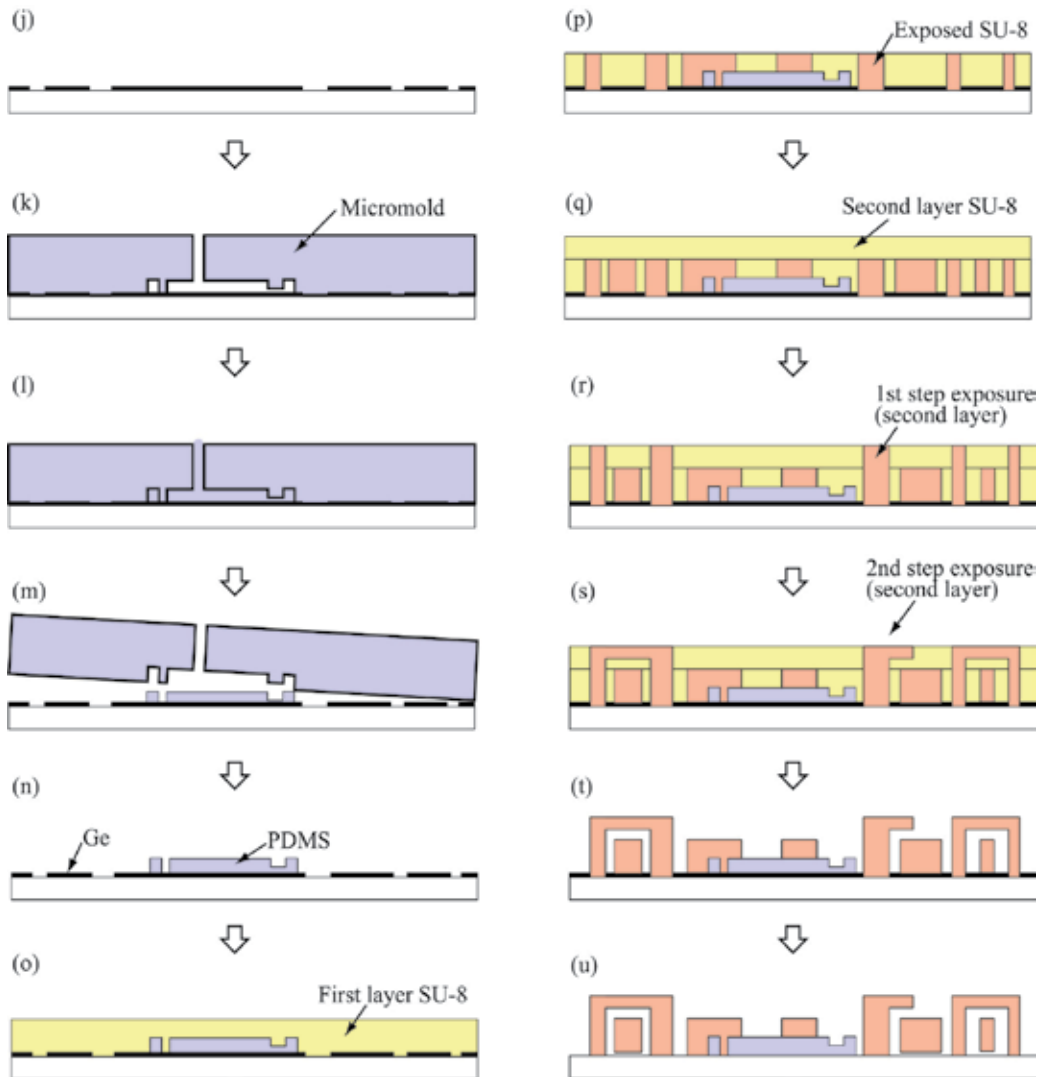 (j)
(k)
Micromold
(l)
(m)
(n)
Ge
PDMS
(o)
First layer SU-8
(p)
Exposed SU-8
(q)
Second layer SU-8
(r)
1st step exposure
(second layer)
(s)
2nd step exposure
(second layer)
(t)
(u)